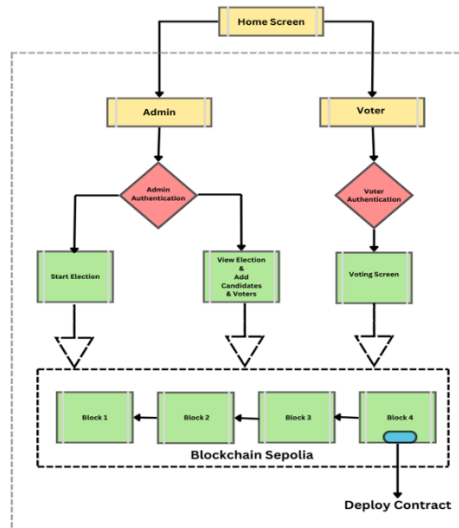 Home Screen
Admin
Voter
Admin
Authentication
Voter
Authentication
Start Election
View Election
&
Add
Candidates
& Voters
Voting Screen
Block 1
Block 2
Block 3
Block 4
Blockchain Sepolia
Deploy Contract